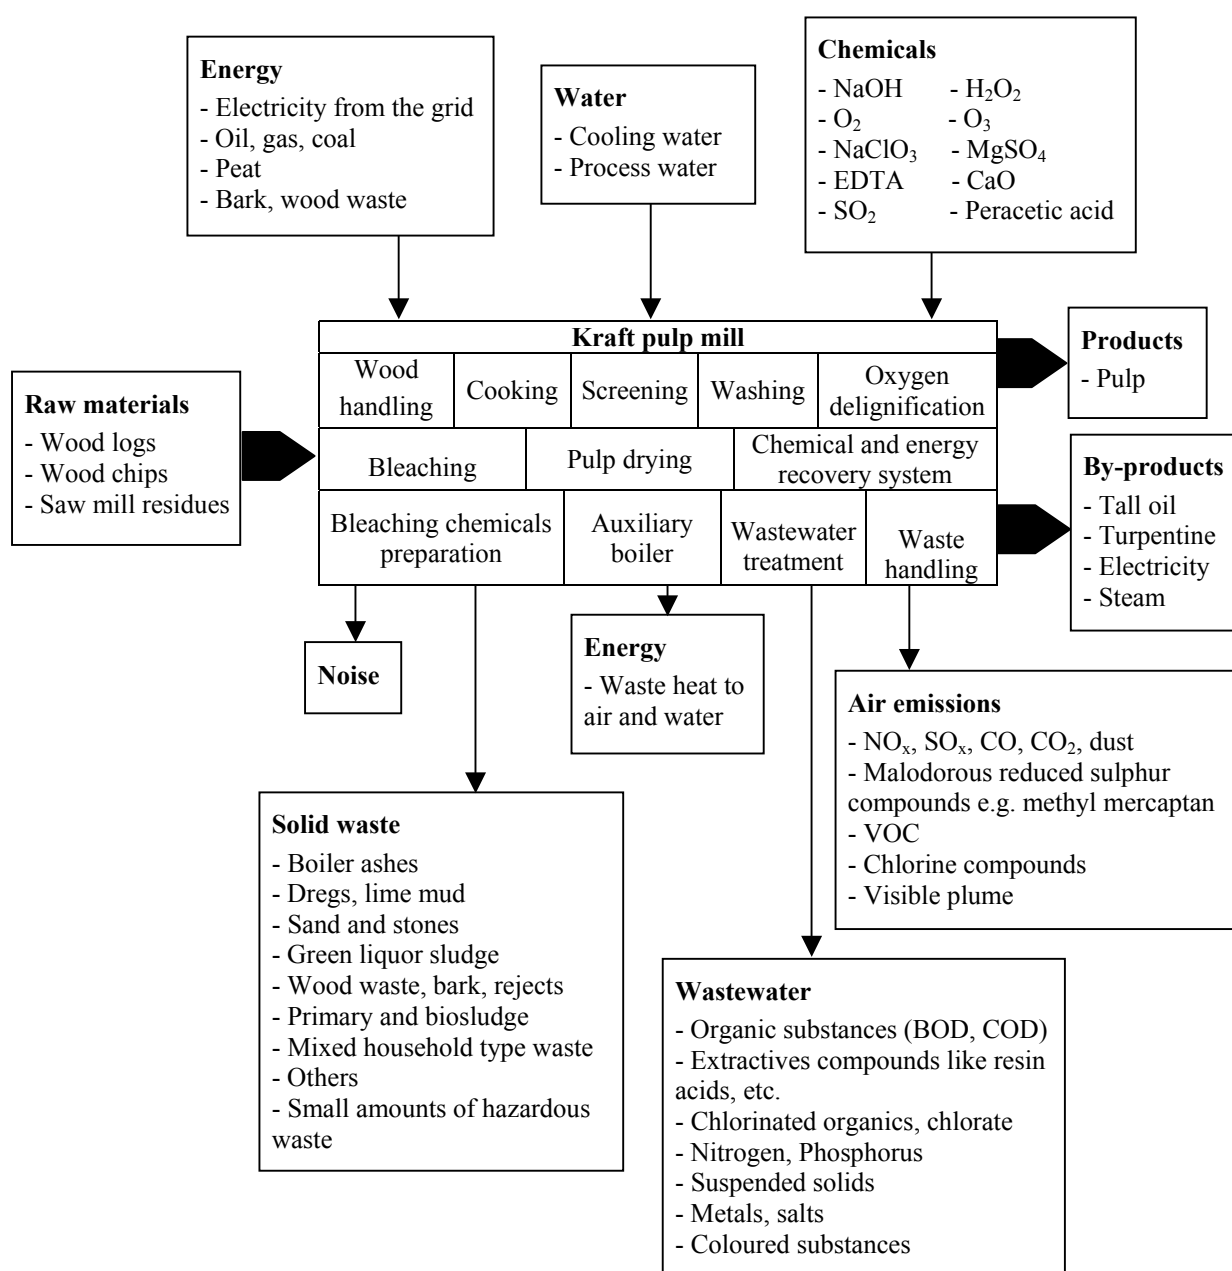 Energy
- Electricity from the grid
- Oil, gas, coal
- Peat
- Bark, wood waste
Water
- Cooling water
- Process water
Chemicals
- NaOH - H₂O₂
- O₂ - O₃
- NaClO₃ - MgSO₄
- EDTA - CaO
- SO₂ - Peracetic acid
Raw materials
- Wood logs
- Wood chips
- Saw mill residues
Kraft pulp mill
Wood
handling
Cooking
Screening
Washing
Oxygen
delignification
Bleaching
Pulp drying
Chemical and energy
recovery system
Bleaching chemicals
preparation
Auxiliary
boiler
Wastewater
treatment
Waste
handling
Products
- Pulp
By-products
- Tall oil
- Turpentine
- Electricity
- Steam
Noise
Energy
- Waste heat to
air and water
Air emissions
- NOₓ, SOₓ, CO, CO₂, dust
- Malodorous reduced sulphur
compounds e.g. methyl mercaptan
- VOC
- Chlorine compounds
- Visible plume
Solid waste
- Boiler ashes
- Dregs, lime mud
- Sand and stones
- Green liquor sludge
- Wood waste, bark, rejects
- Primary and biosludge
- Mixed household type waste
- Others
- Small amounts of hazardous
waste
Wastewater
- Organic substances (BOD, COD)
- Extractives compounds like resin
acids, etc.
- Chlorinated organics, chlorate
- Nitrogen, Phosphorus
- Suspended solids
- Metals, salts
- Coloured substances